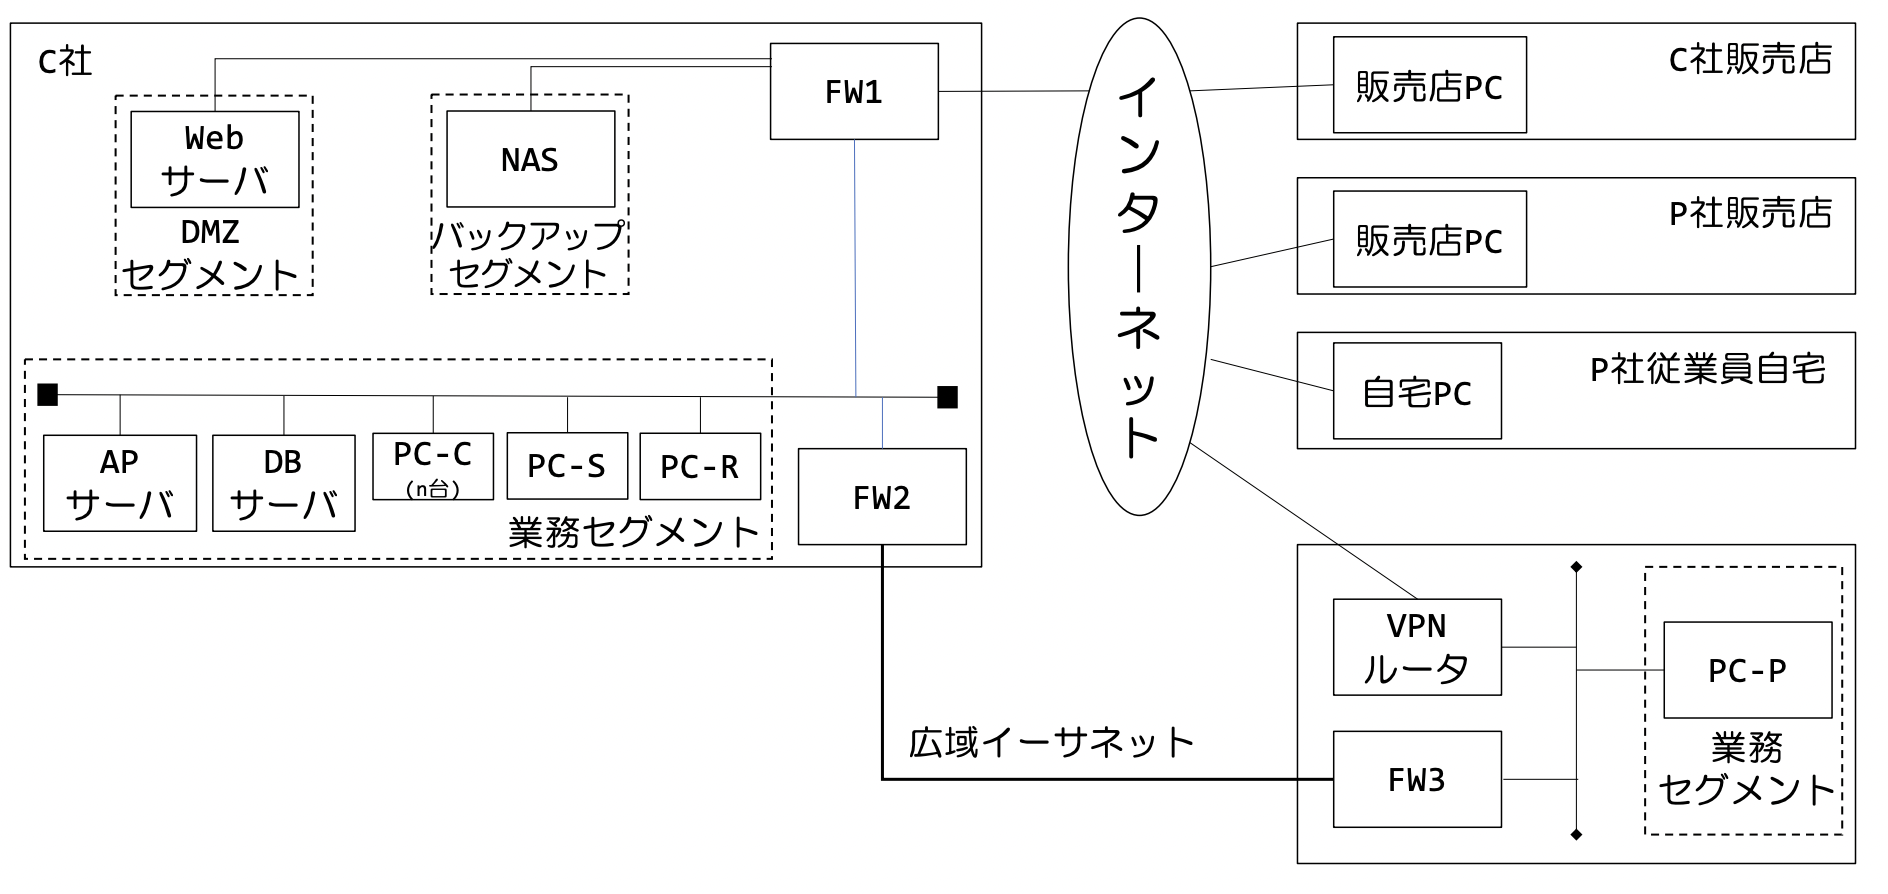 C社
FW1
Web
サーバ
DMZ
セグメント
NAS
バックアップ
セグメント
AP
サーバ
DB
サーバ
PC-C
(n台)
PC-S
PC-R
業務セグメント
FW2
インターネット
C社販売店
販売店PC
P社販売店
販売店PC
P社従業員自宅
自宅PC
VPN
ルータ
PC-P
業務
セグメント
FW3
広域イーサネット